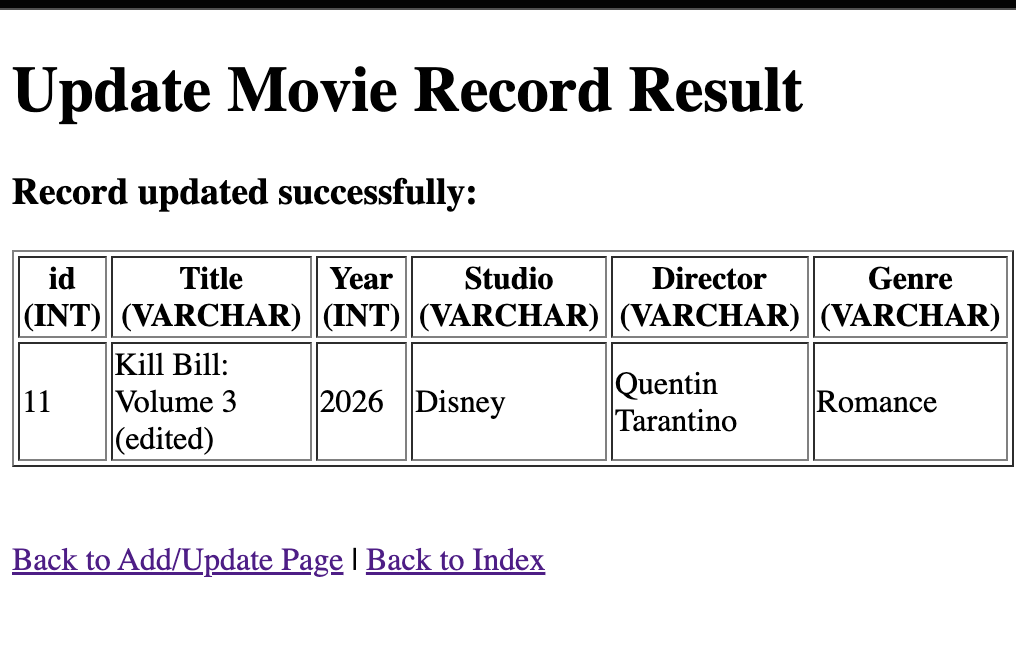 Update Movie Record Result
Record updated successfully:
id (INT) Title (VARCHAR) Year (INT) Studio (VARCHAR) Director (VARCHAR) Genre (VARCHAR)
11 Kill Bill: Volume 3 (edited) 2026 Disney Quentin Tarantino Romance
Back to Add/Update Page | Back to Index